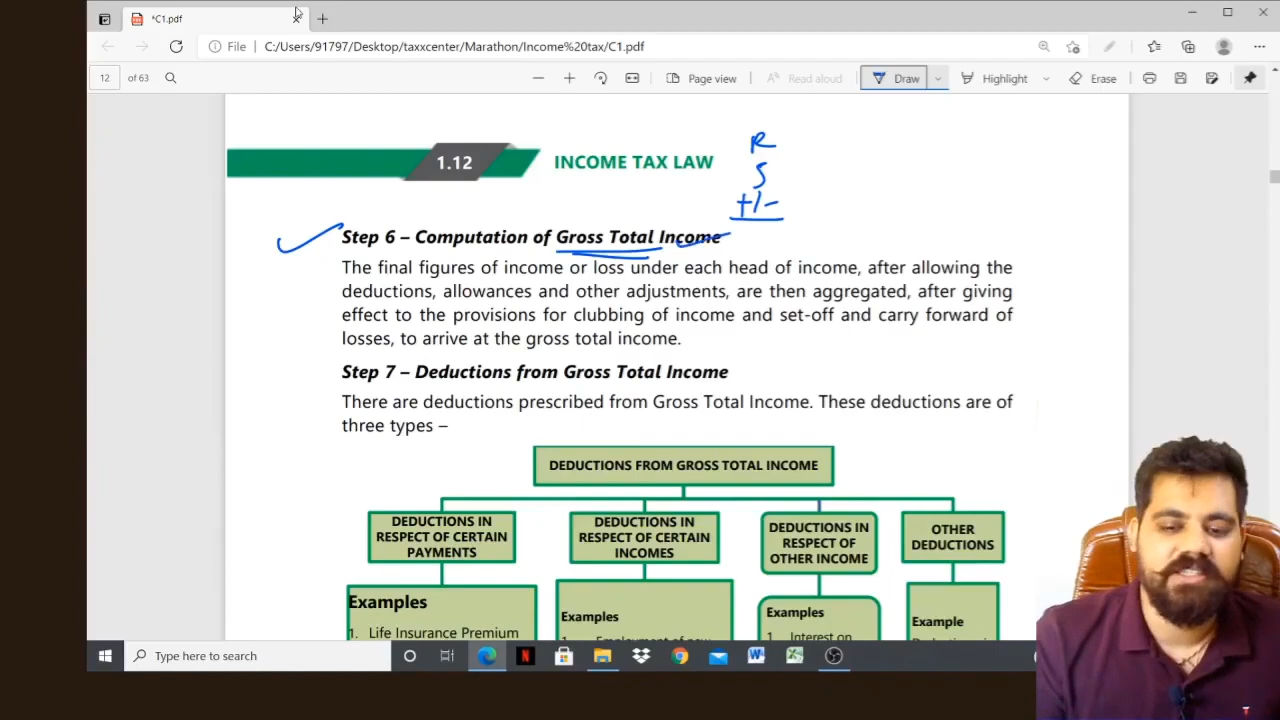 *C1.pdf
File C:/Users/91797/Desktop/taxxcenter/Marathon/Income%20tax/C1.pdf
12 of 63 Page view Read aloud Draw Highlight Erase
R
S
+/-
1.12 INCOME TAX LAW
Step 6 – Computation of Gross Total Income
The final figures of income or loss under each head of income, after allowing the
deductions, allowances and other adjustments, are then aggregated, after giving
effect to the provisions for clubbing of income and set-off and carry forward of
losses, to arrive at the gross total income.
Step 7 – Deductions from Gross Total Income
There are deductions prescribed from Gross Total Income. These deductions are of
three types –
DEDUCTIONS FROM GROSS TOTAL INCOME
DEDUCTIONS IN
RESPECT OF CERTAIN
PAYMENTS
DEDUCTIONS IN
RESPECT OF CERTAIN
INCOMES
DEDUCTIONS IN
RESPECT OF
OTHER INCOME
OTHER
DEDUCTIONS
Examples
1. Life Insurance Premium
Examples
1. Employment of new
Examples
1. Interest on
Example
Type here to search